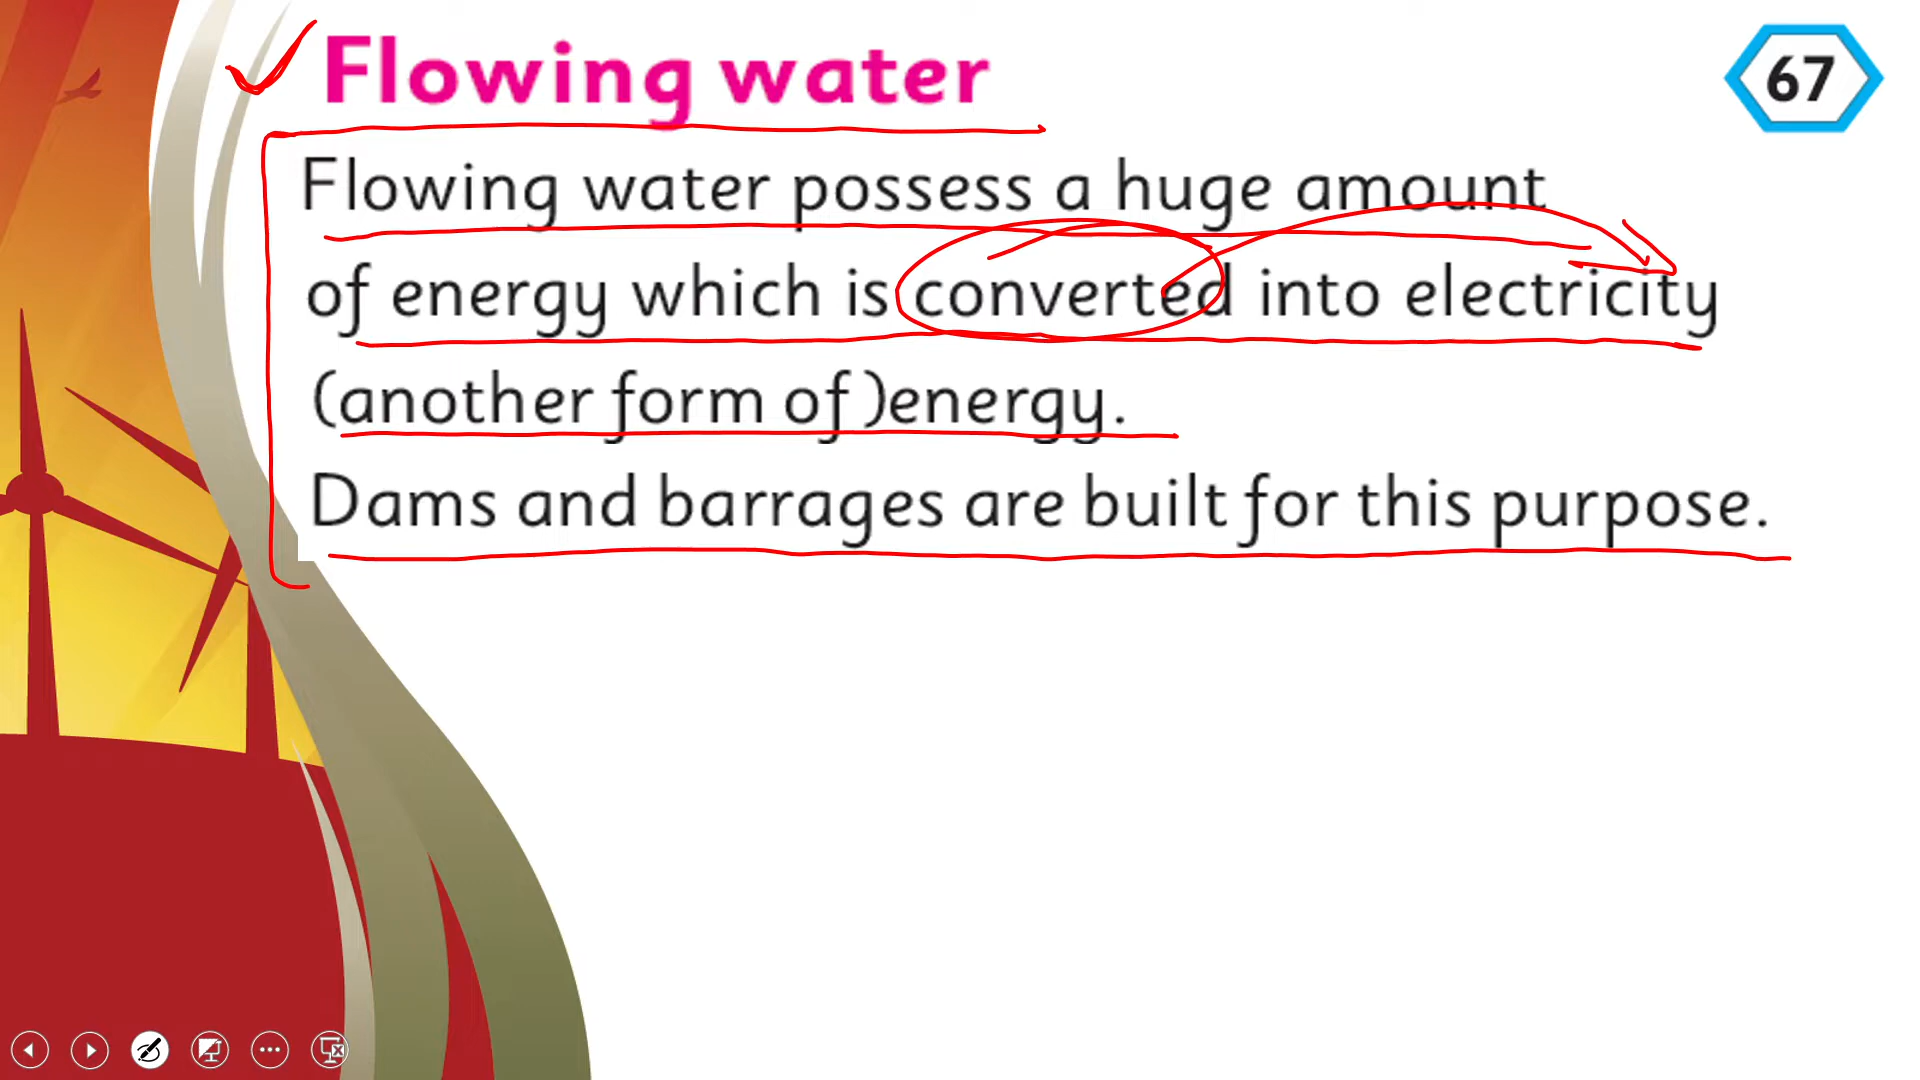 Flowing water
67
Flowing water possess a huge amount
of energy which is converted into electricity
(another form of )energy.
Dams and barrages are built for this purpose.